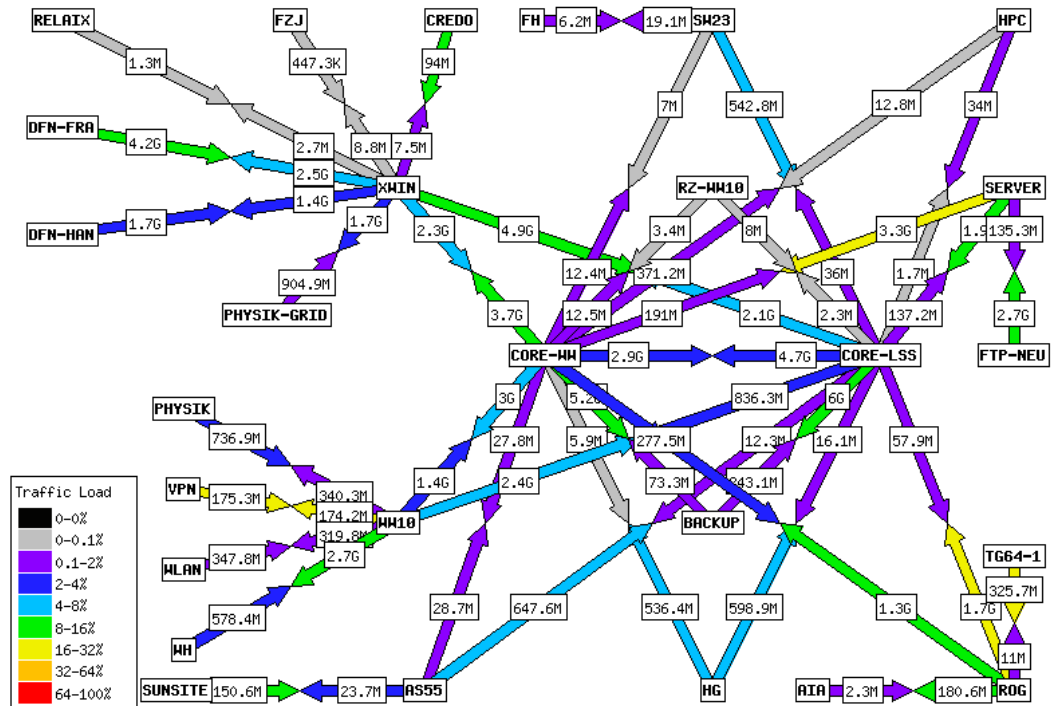 RELAIX
FZJ
CREDO
FH
6.2M
19.1M
SW23
HPC
1.3M
447.3K
94M
7M
542.8M
12.8M
34M
DFN-FRA
4.2G
2.7M
8.8M
7.5M
2.5G
1.4G
XWIN
RZ-WW10
SERVER
DFN-HAN
1.7G
1.7G
2.3G
4.9G
3.4M
8M
3.3G
135.3M
904.9M
12.4M
371.2M
36M
1.7M
PHYSIK-GRID
3.7G
12.5M
191M
2.1G
2.3M
137.2M
2.7G
CORE-WW
2.9G
4.7G
CORE-LSS
FTP-NEU
3G
836.3M
6G
PHYSIK
736.9M
27.8M
5.9M
277.5M
12.3M
16.1M
57.9M
1.4G
2.4G
73.3M
243.1M
Traffic Load
0-0%
0-0.1%
0.1-2%
2-4%
4-8%
8-16%
16-32%
32-64%
64-100%
VPN
175.3M
340.3M
174.2M
319.8M
WW10
BACKUP
WLAN
347.8M
2.7G
TG64-1
578.4M
325.7M
WH
28.7M
647.6M
536.4M
598.9M
1.3G
1.7G
11M
SUNSITE
150.6M
23.7M
AS55
HG
AIA
2.3M
180.6M
ROG